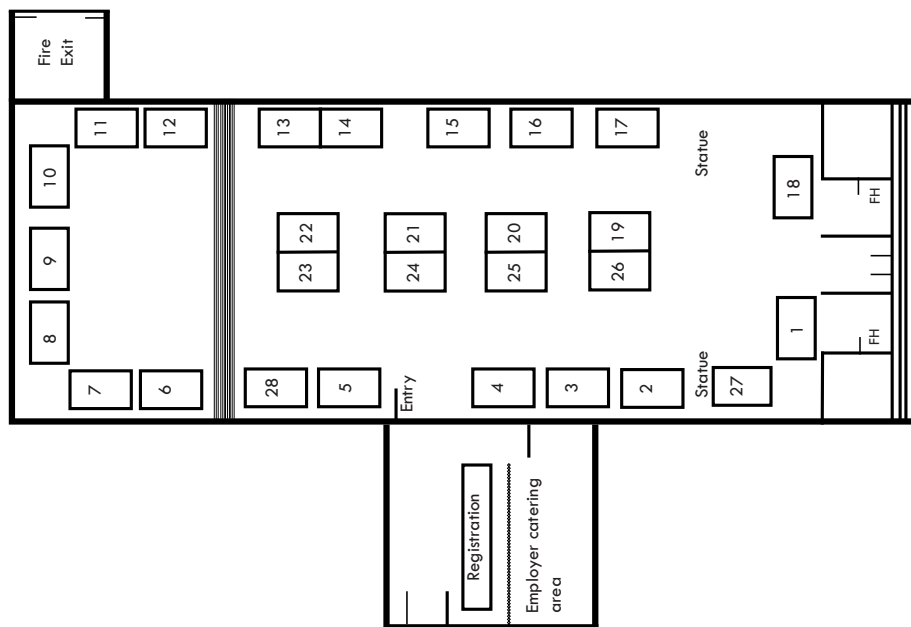 Fire
Exit
8
9
10
7
11
6
12
28
13
23
22
5
14
Entry
24
21
15
Registration
4
25
20
Employer catering
area
16
3
26
19
17
2
Statue
Statue
27
1
18
FH
FH